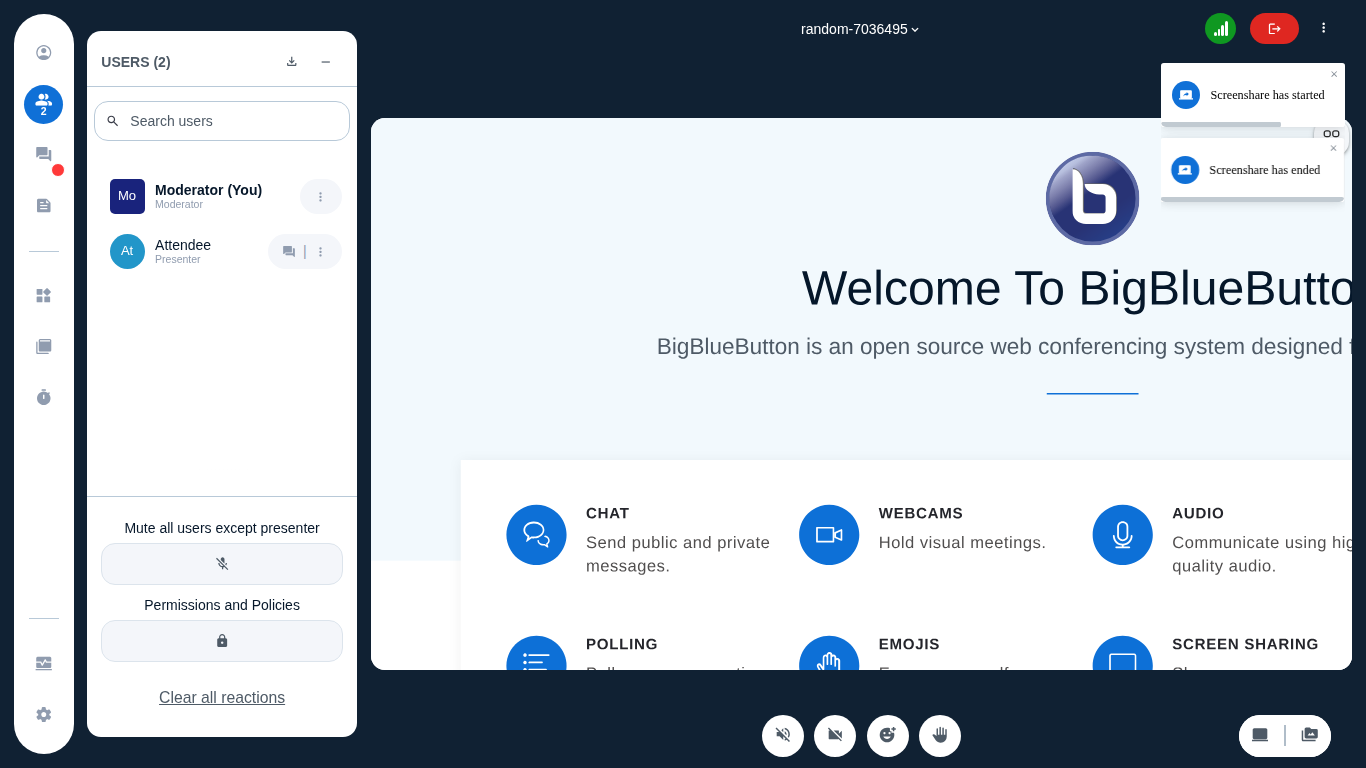 random-7036495
USERS (2)
2
Search users
Mo
Moderator (You)
Moderator
At
Attendee
Presenter
Mute all users except presenter
Permissions and Policies
Clear all reactions
Screenshare has started
Screenshare has ended
Welcome To BigBlueButto
BigBlueButton is an open source web conferencing system designed f
CHAT
Send public and private
messages.
WEBCAMS
Hold visual meetings.
AUDIO
Communicate using hig
quality audio.
POLLING
EMOJIS
SCREEN SHARING